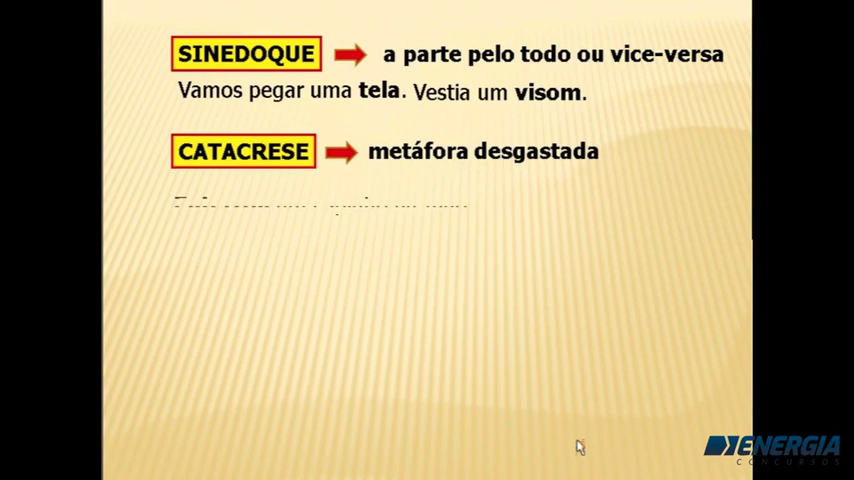 SINEDOQUE a parte pelo todo ou vice-versa
Vamos pegar uma tela. Vestia um visom.
CATACRESE metáfora desgastada
ENERGIA
CONCURSOS